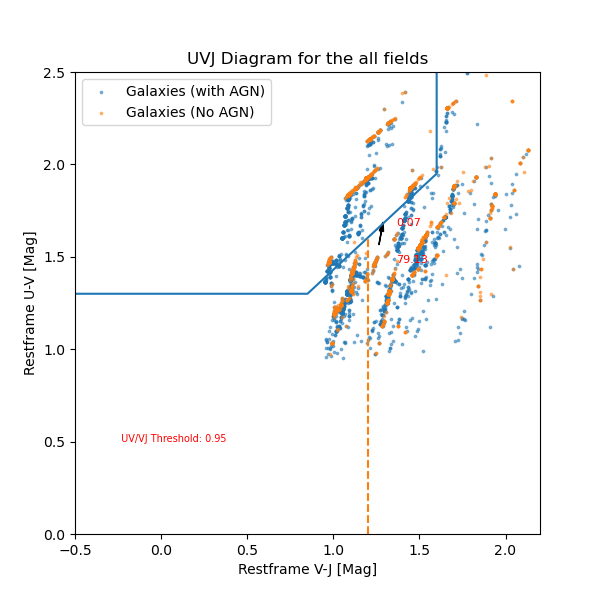 UVJ Diagram for the all fields
Galaxies (with AGN)
Galaxies (No AGN)
2.5
2.0
1.5
1.0
0.5
0.0
Restframe U-V [Mag]
0.07
UV/VJ Threshold: 0.95
−0.5
0.0
0.5
1.0
1.5
2.0
Restframe V-J [Mag]